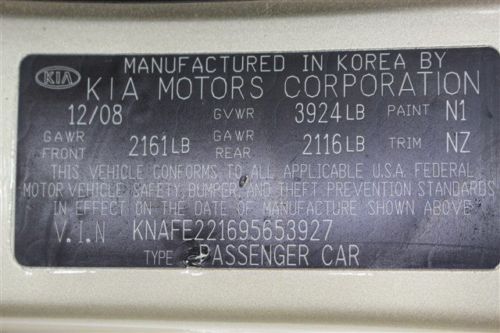 MANUFACTURED IN KOREA BY
KIA KIA MOTORS CORPORATION
12/08 GVWR 3924LB PAINT N1
GAWR FRONT 2161LB GAWR REAR 2116LB TRIM NZ
THIS VEHICLE CONFORMS TO ALL APPLICABLE U.S.A. FEDERAL
MOTOR VEHICLE SAFETY, BUMPER, AND THEFT PREVENTION STANDARDS
IN EFFECT ON THE DATE OF MANUFACTURE SHOWN ABOVE.
V.I.N KNAFE221695653927
TYPE : PASSENGER CAR